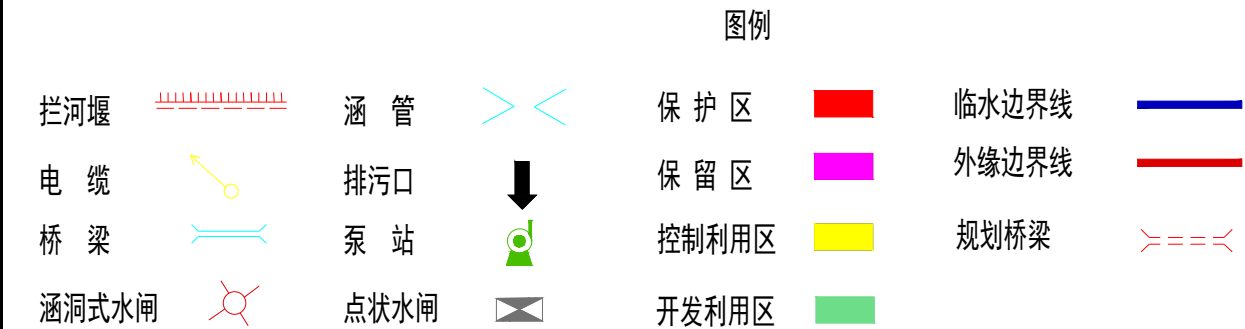 图例
拦河堰 涵 管 保 护 区 临水边界线
电 缆 排污口 保 留 区 外缘边界线
桥 梁 泵 站 控制利用区 规划桥梁
涵洞式水闸 点状水闸 开发利用区